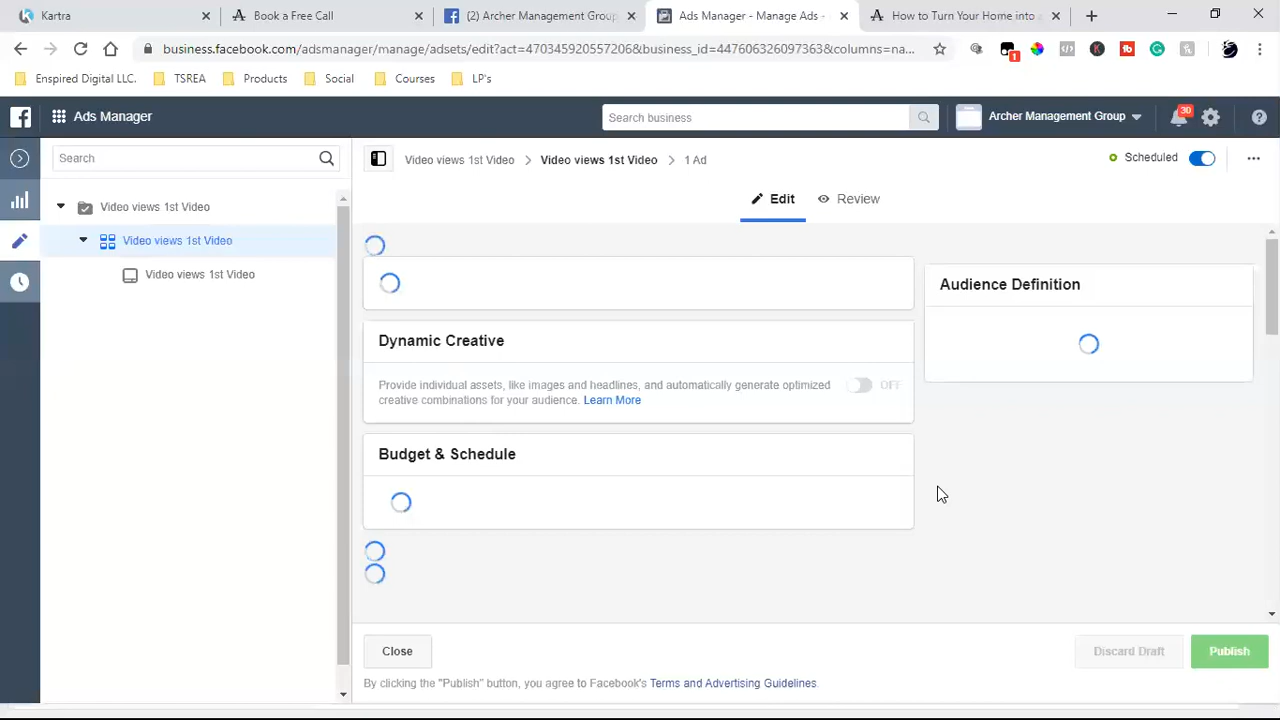 Kartra
Book a Free Call
(2) Archer Management Group
Ads Manager - Manage Ads -
How to Turn Your Home into a
business.facebook.com/adsmanager/manage/adsets/edit?act=470345920557206&business_id=447606326097363&columns=na...
1
Enspired Digital LLC.
TSREA
Products
Social
Courses
LP's
Ads Manager
Search business
Archer Management Group
30
Search
Video views 1st Video
Video views 1st Video
1 Ad
Scheduled
Edit
Review
Video views 1st Video
Video views 1st Video
Video views 1st Video
Audience Definition
Dynamic Creative
Provide individual assets, like images and headlines, and automatically generate optimized
creative combinations for your audience. Learn More
OFF
Budget & Schedule
Close
Discard Draft
Publish
By clicking the "Publish" button, you agree to Facebook's Terms and Advertising Guidelines.